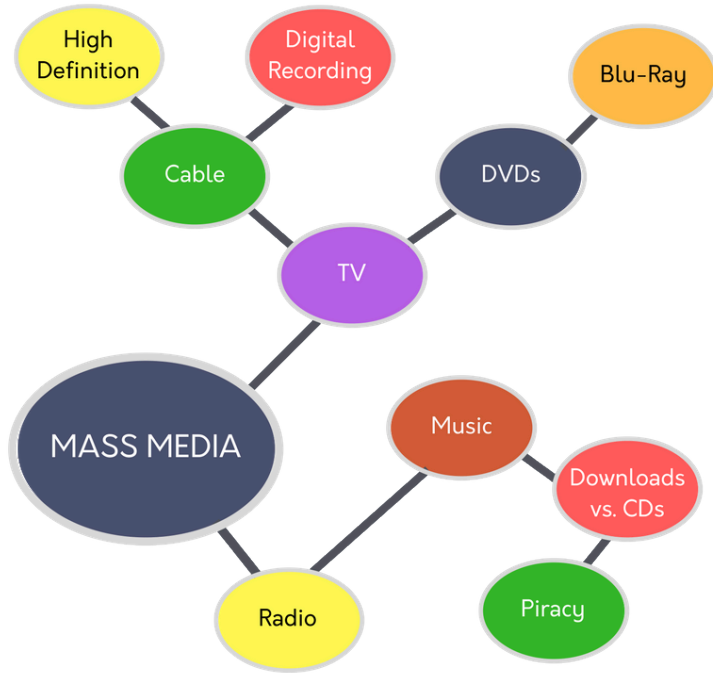 High
Definition
Digital
Recording
Blu-Ray
Cable
DVDs
TV
MASS MEDIA
Music
Downloads
vs. CDs
Piracy
Radio